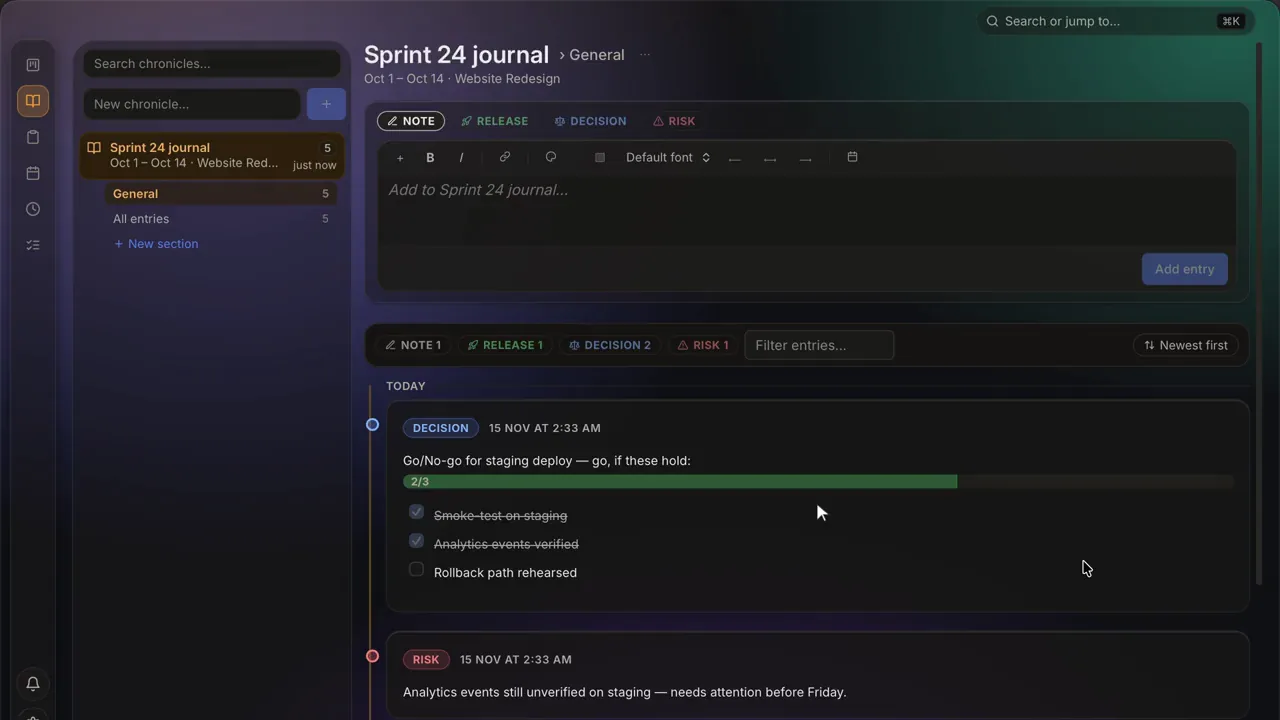 Search or jump to... ⌘K
Search chronicles...
New chronicle... +
Sprint 24 journal 5
Oct 1 – Oct 14 · Website Red... just now
General 5
All entries 5
+ New section
Sprint 24 journal › General ...
Oct 1 – Oct 14 · Website Redesign
NOTE RELEASE DECISION RISK
+ B I Default font
Add to Sprint 24 journal...
Add entry
NOTE 1 RELEASE 1 DECISION 2 RISK 1 Filter entries... Newest first
TODAY
DECISION 15 NOV AT 2:33 AM
Go/No-go for staging deploy — go, if these hold:
2/3
Smoke-test on staging
Analytics events verified
Rollback path rehearsed
RISK 15 NOV AT 2:33 AM
Analytics events still unverified on staging — needs attention before Friday.